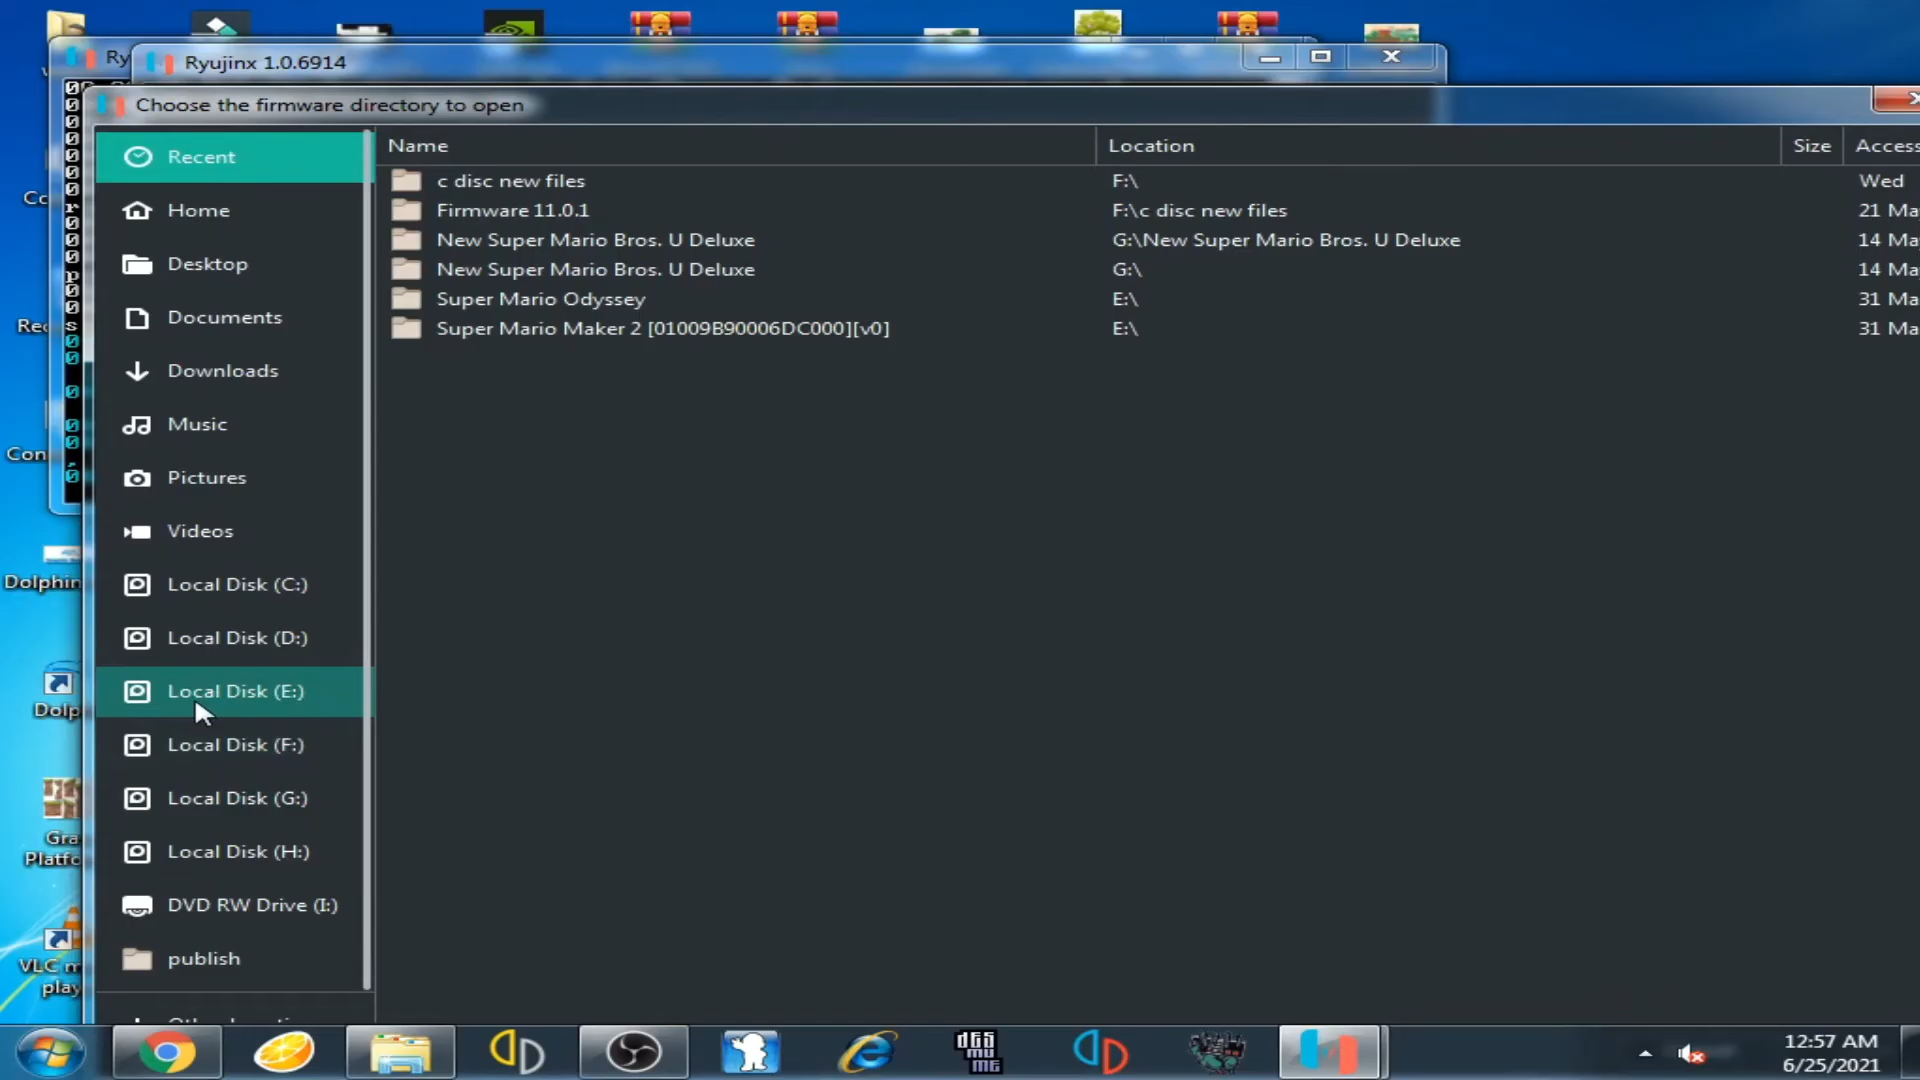 Ry
Ryujinx 1.0.6914
Choose the firmware directory to open
Recent
Home
Desktop
Documents
Downloads
Music
Pictures
Videos
Local Disk (C:)
Local Disk (D:)
Local Disk (E:)
Local Disk (F:)
Local Disk (G:)
Local Disk (H:)
DVD RW Drive (I:)
publish
Name Location Size Access
c disc new files F:\ Wed
Firmware 11.0.1 F:\c disc new files 21 Ma
New Super Mario Bros. U Deluxe G:\New Super Mario Bros. U Deluxe 14 Ma
New Super Mario Bros. U Deluxe G:\ 14 Ma
Super Mario Odyssey E:\ 31 Ma
Super Mario Maker 2 [01009B90006DC000][v0] E:\ 31 Ma
Co
Rec
Con
Dolphin
Dolp
Gra
Platfo
VLC m
play
12:57 AM
6/25/2021